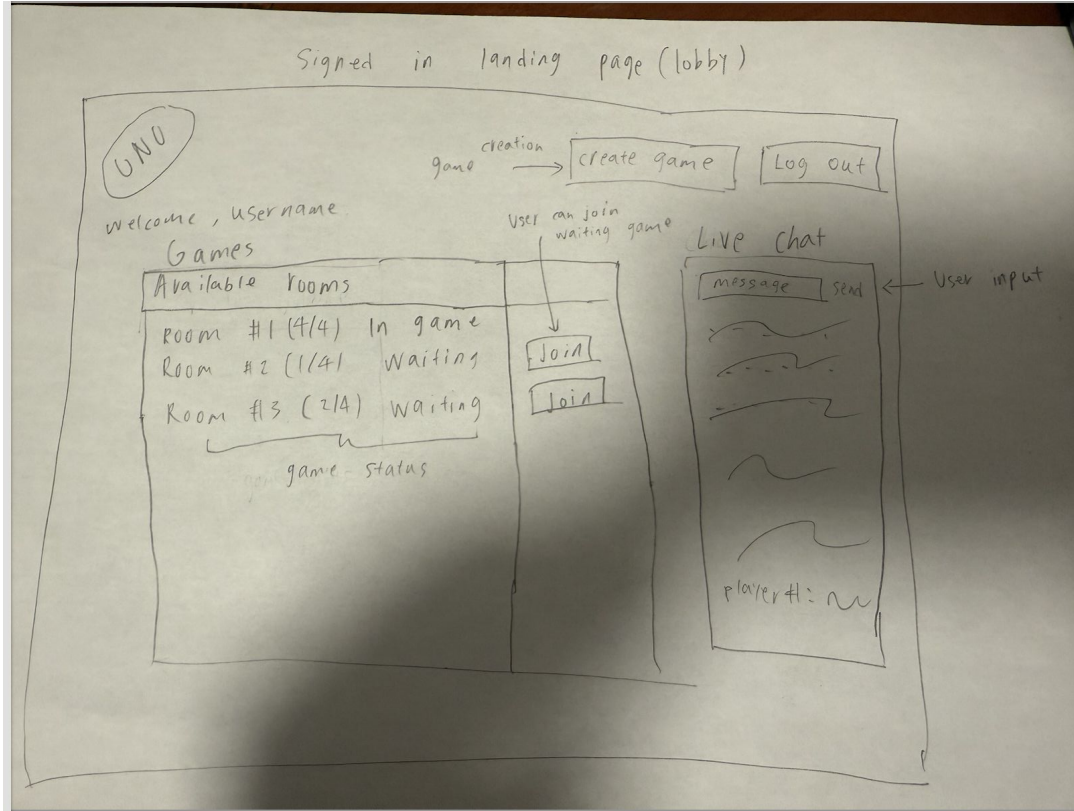 Signed in landing page (lobby)
UNO
game creation
create game
Log out
welcome, username
User can join
waiting game
Games
Live Chat
Available rooms
message
send
User input
Room #1 (4/4) In game
Room #2 (1/4) waiting
Join
Room #3 (2/4) waiting
Join
game status
player#: